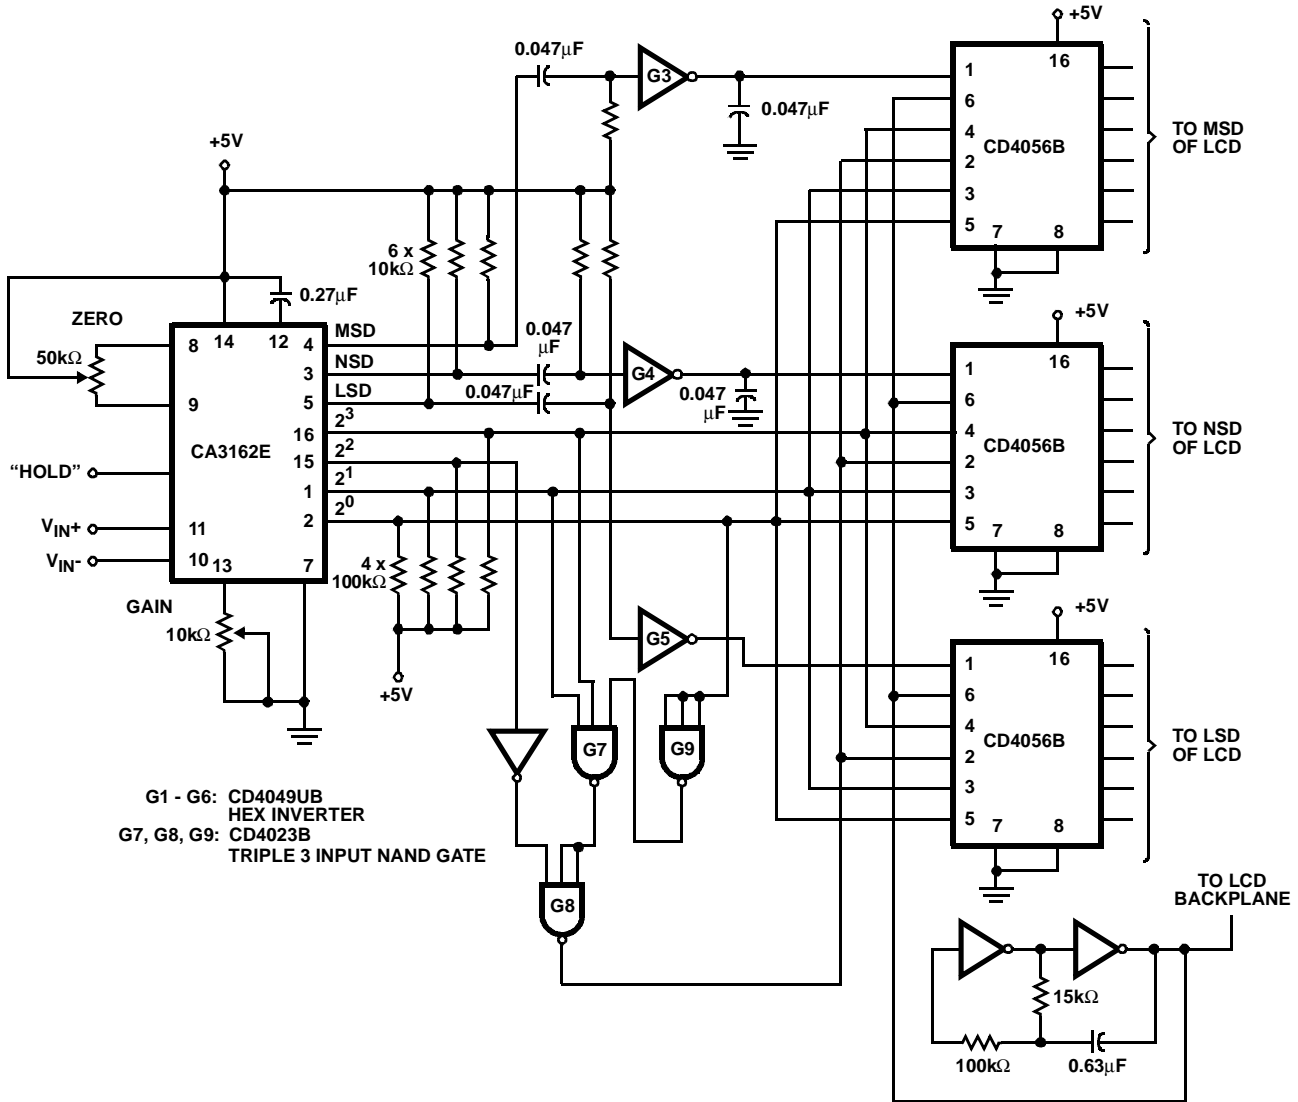 +5V
0.047µF
G3
0.047µF
1
6
4
2
3
5
16
CD4056B
7 8
TO MSD
OF LCD
+5V
6 x
10kΩ
0.27µF
ZERO
50kΩ
8
14
12
4
3
5
9
16
15
1
2
CA3162E
"HOLD"
VIN+
VIN-
11
10
13
7
MSD
NSD
LSD
2^3
2^2
2^1
2^0
0.047
µF
0.047µF
G4
0.047
µF
+5V
1
6
4
2
3
5
16
CD4056B
7 8
TO NSD
OF LCD
GAIN
10kΩ
4 x
100kΩ
+5V
G5
G7
G9
G8
+5V
1
6
4
2
3
5
16
CD4056B
7 8
TO LSD
OF LCD
G1 - G6: CD4049UB
HEX INVERTER
G7, G8, G9: CD4023B
TRIPLE 3 INPUT NAND GATE
TO LCD
BACKPLANE
15kΩ
100kΩ
0.63µF